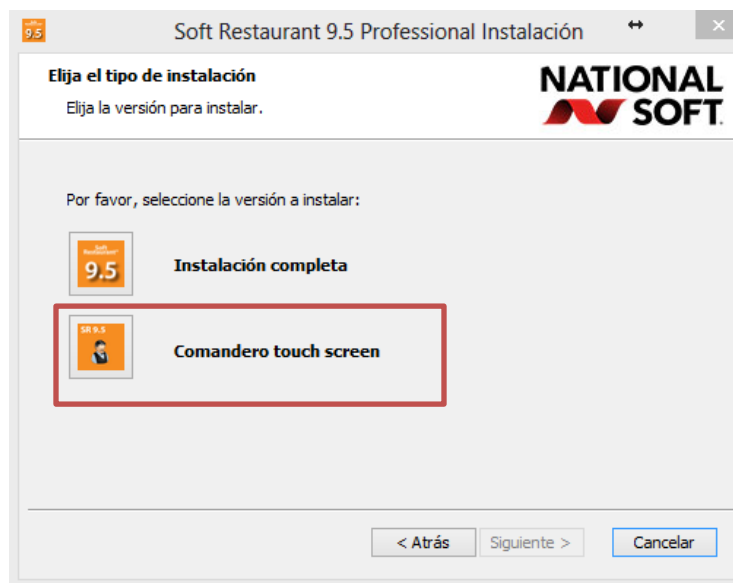 9.5
Soft Restaurant 9.5 Professional Instalación
Elija el tipo de instalación
Elija la versión para instalar.
NATIONAL
SOFT.
Por favor, seleccione la versión a instalar:
Soft
Restaurant
9.5
Instalación completa
SR 9.5
Comandero touch screen
< Atrás
Siguiente >
Cancelar